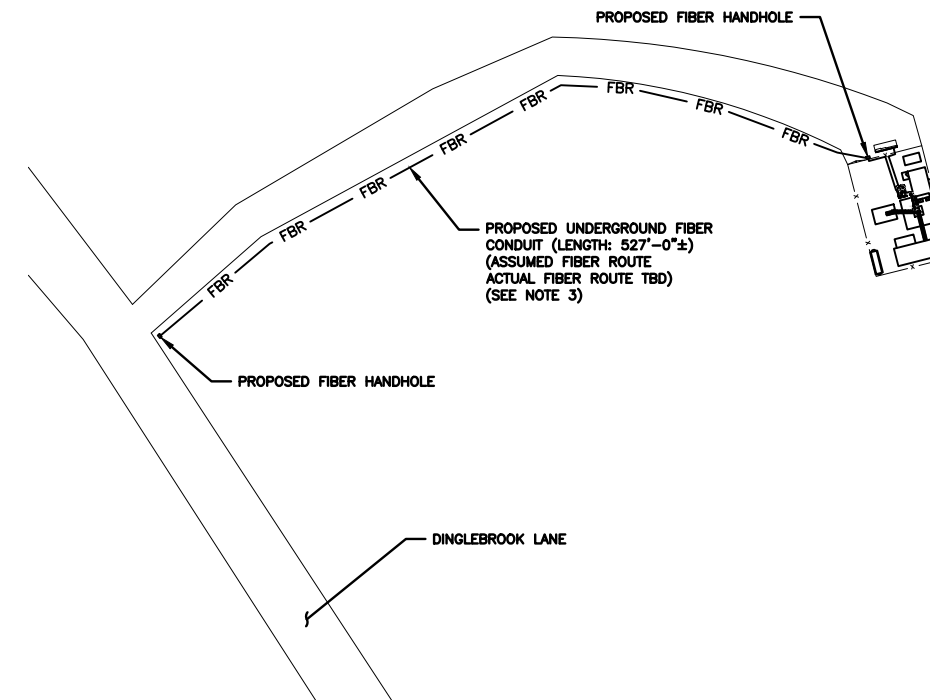 PROPOSED FIBER HANDHOLE
FBR
FBR
FBR
FBR
FBR
FBR
FBR
FBR
PROPOSED UNDERGROUND FIBER
CONDUIT (LENGTH: 527'-0"±)
(ASSUMED FIBER ROUTE
ACTUAL FIBER ROUTE TBD)
(SEE NOTE 3)
PROPOSED FIBER HANDHOLE
DINGLEBROOK LANE